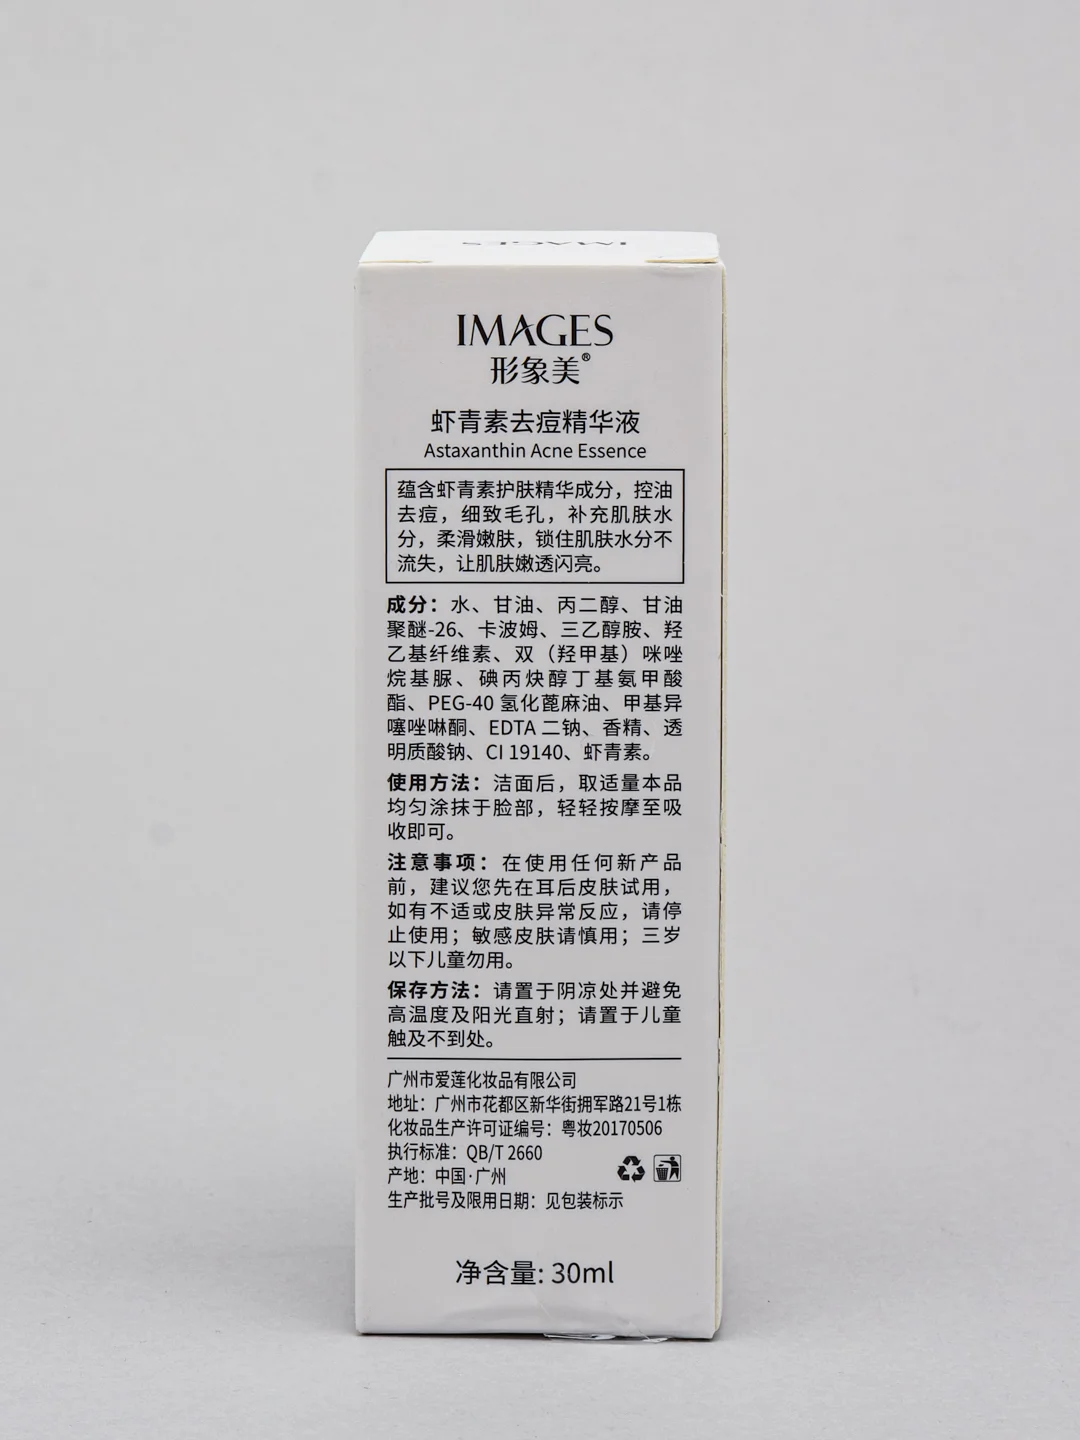 IMAGES
IMAGES
形象美®
虾青素去痘精华液
Astaxanthin Acne Essence
蕴含虾青素护肤精华成分，控油
去痘，细致毛孔，补充肌肤水
分，柔滑嫩肤，锁住肌肤水分不
流失，让肌肤嫩透闪亮。
成分：水、甘油、丙二醇、甘油
聚醚-26、卡波姆、三乙醇胺、羟
乙基纤维素、双（羟甲基）咪唑
烷基脲、碘丙炔醇丁基氨甲酸
酯、PEG-40 氢化蓖麻油、甲基异
噻唑啉酮、EDTA 二钠、香精、透
明质酸钠、CI 19140、虾青素。
使用方法：洁面后，取适量本品
均匀涂抹于脸部，轻轻按摩至吸
收即可。
注意事项：在使用任何新产品
前，建议您先在耳后皮肤试用，
如有不适或皮肤异常反应，请停
止使用；敏感皮肤请慎用；三岁
以下儿童勿用。
保存方法：请置于阴凉处并避免
高温度及阳光直射；请置于儿童
触及不到处。
广州市爱莲化妆品有限公司
地址：广州市花都区新华街拥军路21号1栋
化妆品生产许可证编号：粤妆20170506
执行标准：QB/T 2660
产地：中国·广州
生产批号及限用日期：见包装标示
净含量: 30ml